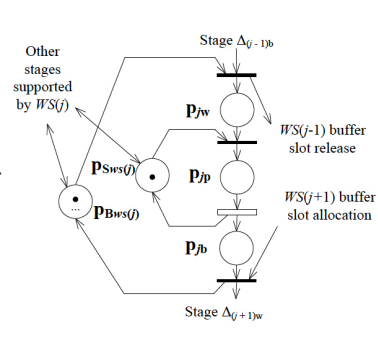 Stage Δ(j - 1)b
Other
stages
supported
by WS(j)
pjw
WS(j-1) buffer
slot release
pSws(j)
pjp
WS(j+1) buffer
slot allocation
...
pBws(j)
pjb
Stage Δ(j + 1)w